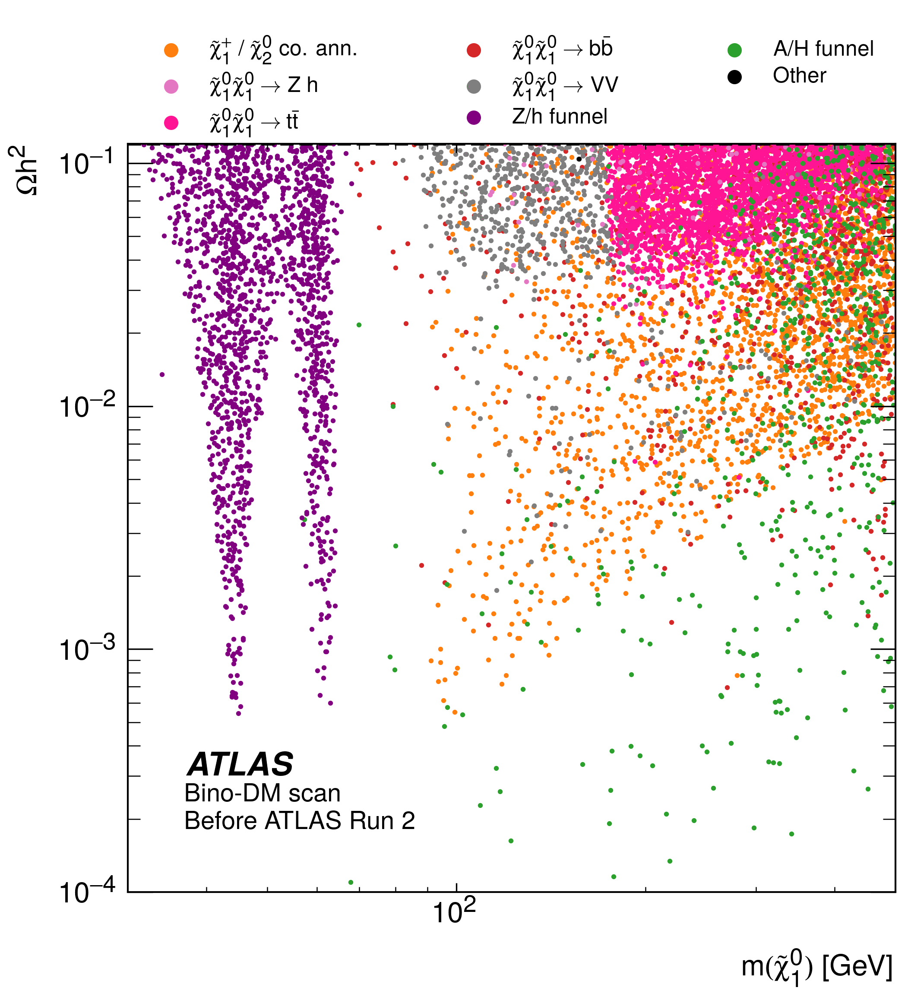 χ̃₁⁺ / χ̃₂⁰ co. ann.
χ̃₁⁰χ̃₁⁰ → Z h
χ̃₁⁰χ̃₁⁰ → tt̄
χ̃₁⁰χ̃₁⁰ → bb̄
χ̃₁⁰χ̃₁⁰ → VV
Z/h funnel
A/H funnel
Other
Ωh²
10⁻¹
10⁻²
10⁻³
10⁻⁴
ATLAS
Bino-DM scan
Before ATLAS Run 2
10²
m(χ̃₁⁰) [GeV]